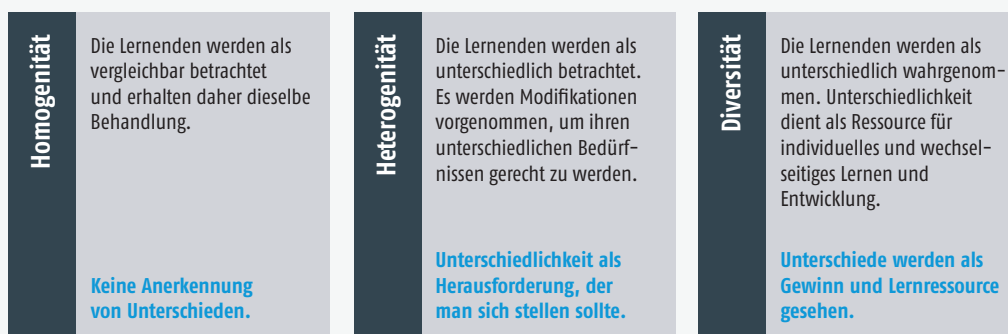 Homogenität
Die Lernenden werden als
vergleichbar betrachtet
und erhalten daher dieselbe
Behandlung.
Keine Anerkennung
von Unterschieden.
Heterogenität
Die Lernenden werden als
unterschiedlich betrachtet.
Es werden Modifikationen
vorgenommen, um ihren
unterschiedlichen Bedürf-
nissen gerecht zu werden.
Unterschiedlichkeit als
Herausforderung, der
man sich stellen sollte.
Diversität
Die Lernenden werden als
unterschiedlich wahrgenom-
men. Unterschiedlichkeit
dient als Ressource für
individuelles und wechsel-
seitiges Lernen und
Entwicklung.
Unterschiede werden als
Gewinn und Lernressource
gesehen.